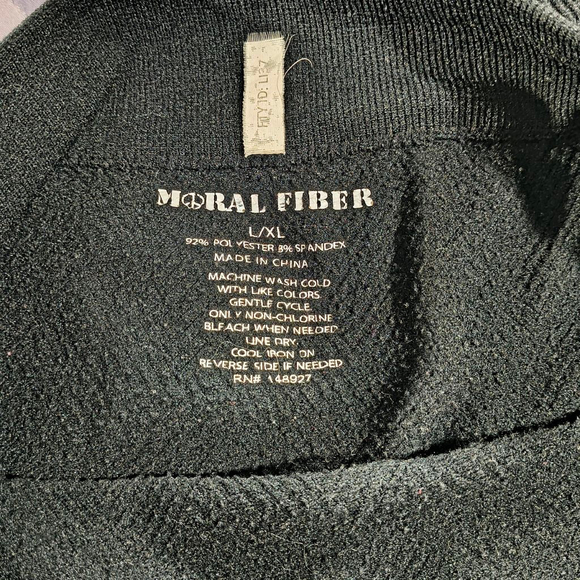 MORAL FIBER
L/XL
92% POLYESTER 8% SPANDEX
MADE IN CHINA
MACHINE WASH COLD
WITH LIKE COLORS
GENTLE CYCLE
ONLY NON-CHLORINE
BLEACH WHEN NEEDED
LINE DRY
COOL IRON ON
REVERSE SIDE IF NEEDED
RN# 148927